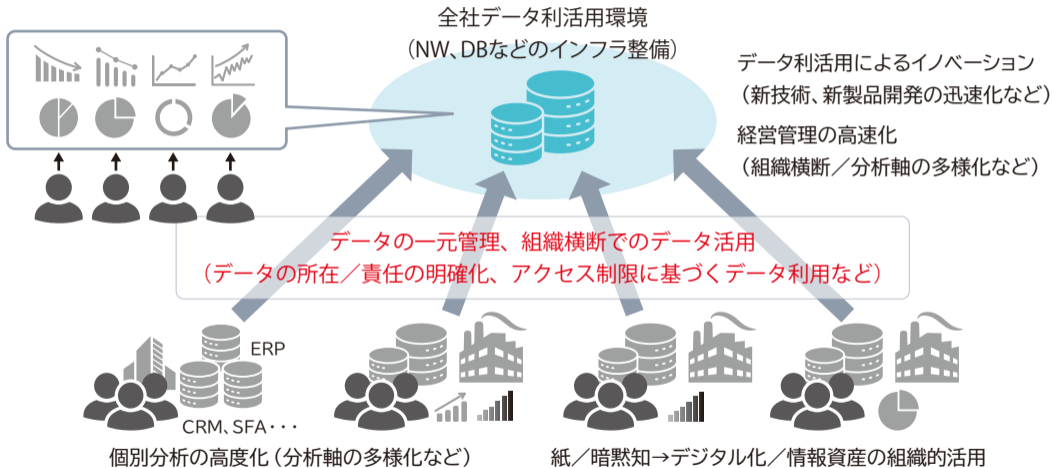 全社データ利活用環境
（NW、DBなどのインフラ整備）
データ利活用によるイノベーション
（新技術、新製品開発の迅速化など）
経営管理の高速化
（組織横断／分析軸の多様化など）
データの一元管理、組織横断でのデータ活用
（データの所在／責任の明確化、アクセス制限に基づくデータ利用など）
ERP
CRM、SFA・・・
個別分析の高度化（分析軸の多様化など）
紙／暗黙知→デジタル化／情報資産の組織的活用